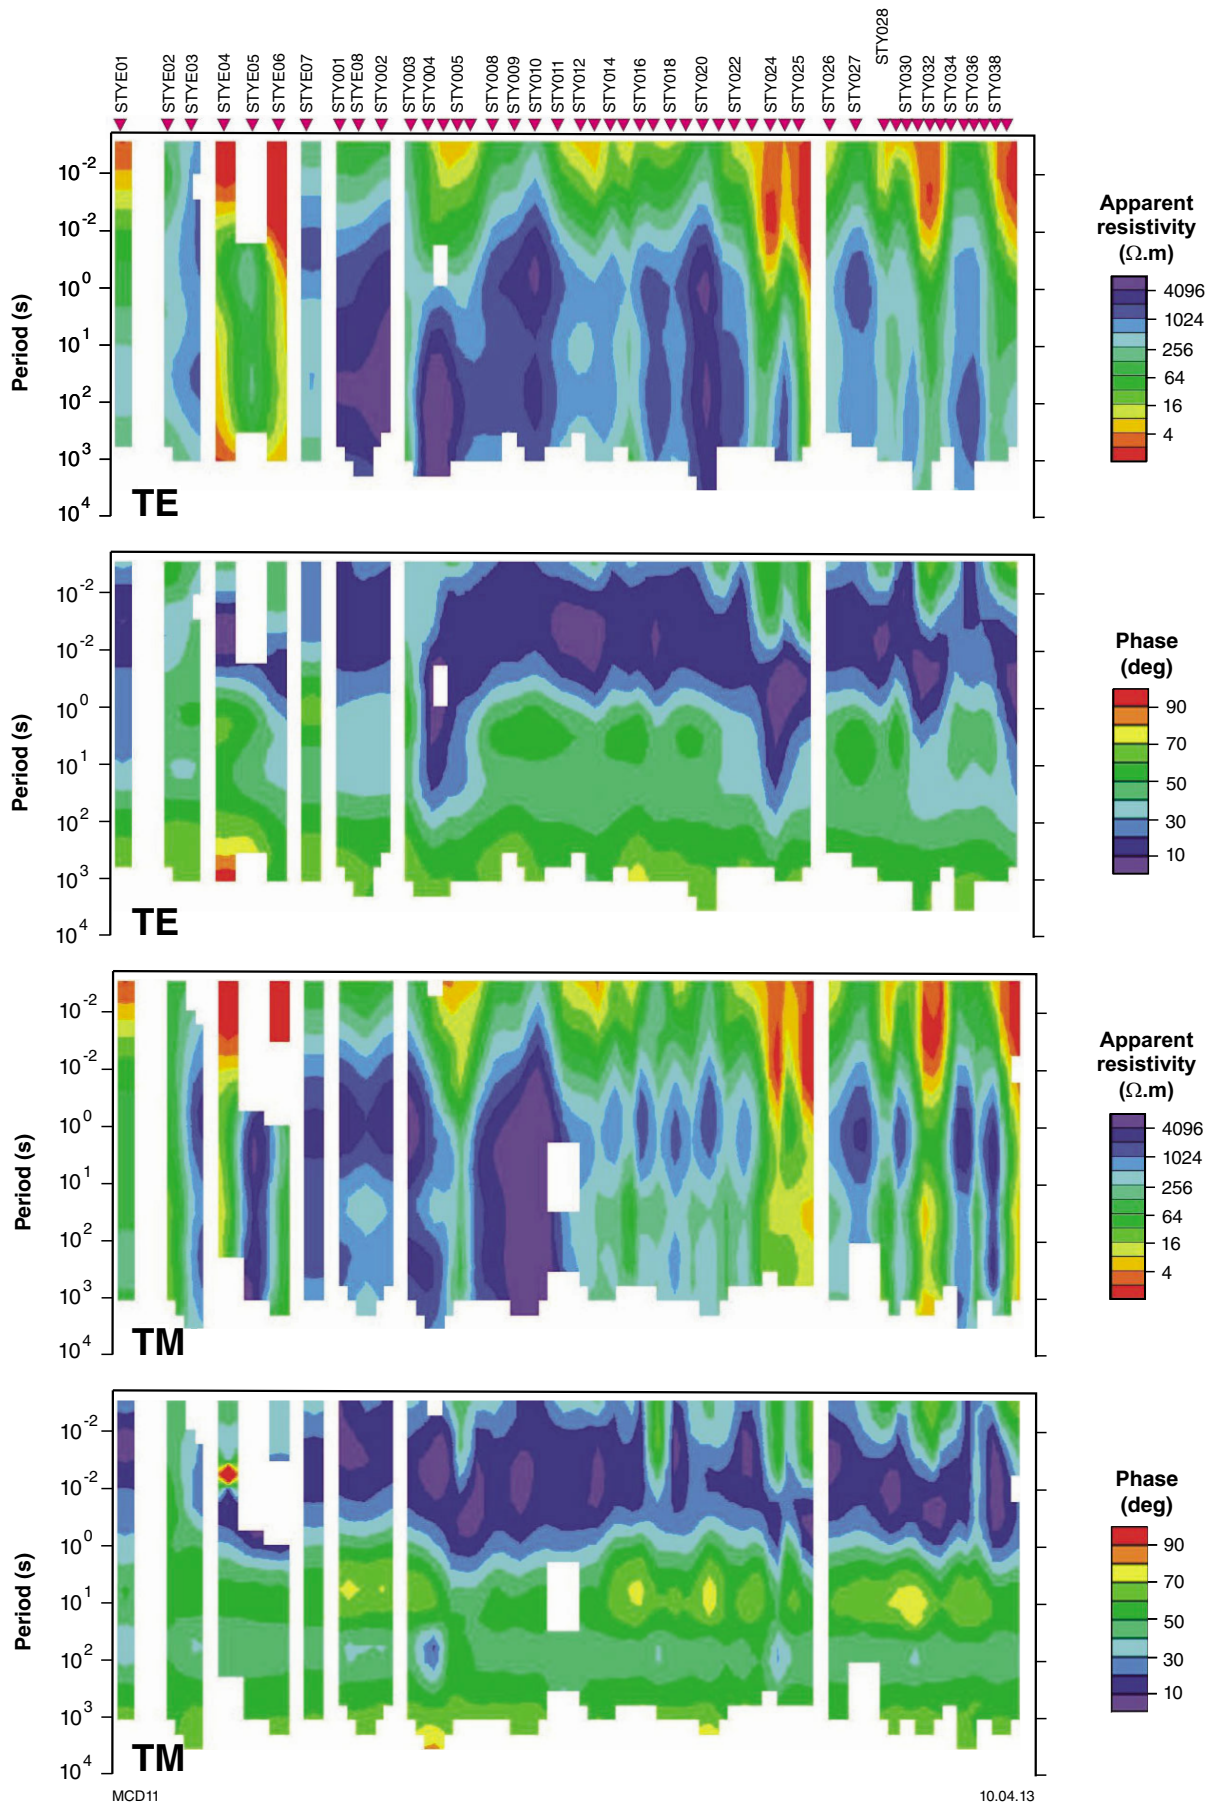 STYE01 STYE02 STYE03 STYE04 STYE05 STYE06 STYE07 STY001 STYE08 STY002 STY003 STY004 STY005 STY008 STY009 STY010 STY011 STY012 STY014 STY016 STY018 STY020 STY022 STY024 STY025 STY026 STY027 STY028 STY030 STY032 STY034 STY036 STY038
Period (s)
10-2
10-2
100
101
102
103
104
TE
Apparent
resistivity
(Ω.m)
4096
1024
256
64
16
4
Period (s)
10-2
10-2
100
101
102
103
104
TE
Phase
(deg)
90
70
50
30
10
Period (s)
10-2
10-2
100
101
102
103
104
TM
Apparent
resistivity
(Ω.m)
4096
1024
256
64
16
4
Period (s)
10-2
10-2
100
101
102
103
104
TM
Phase
(deg)
90
70
50
30
10
MCD11
10.04.13